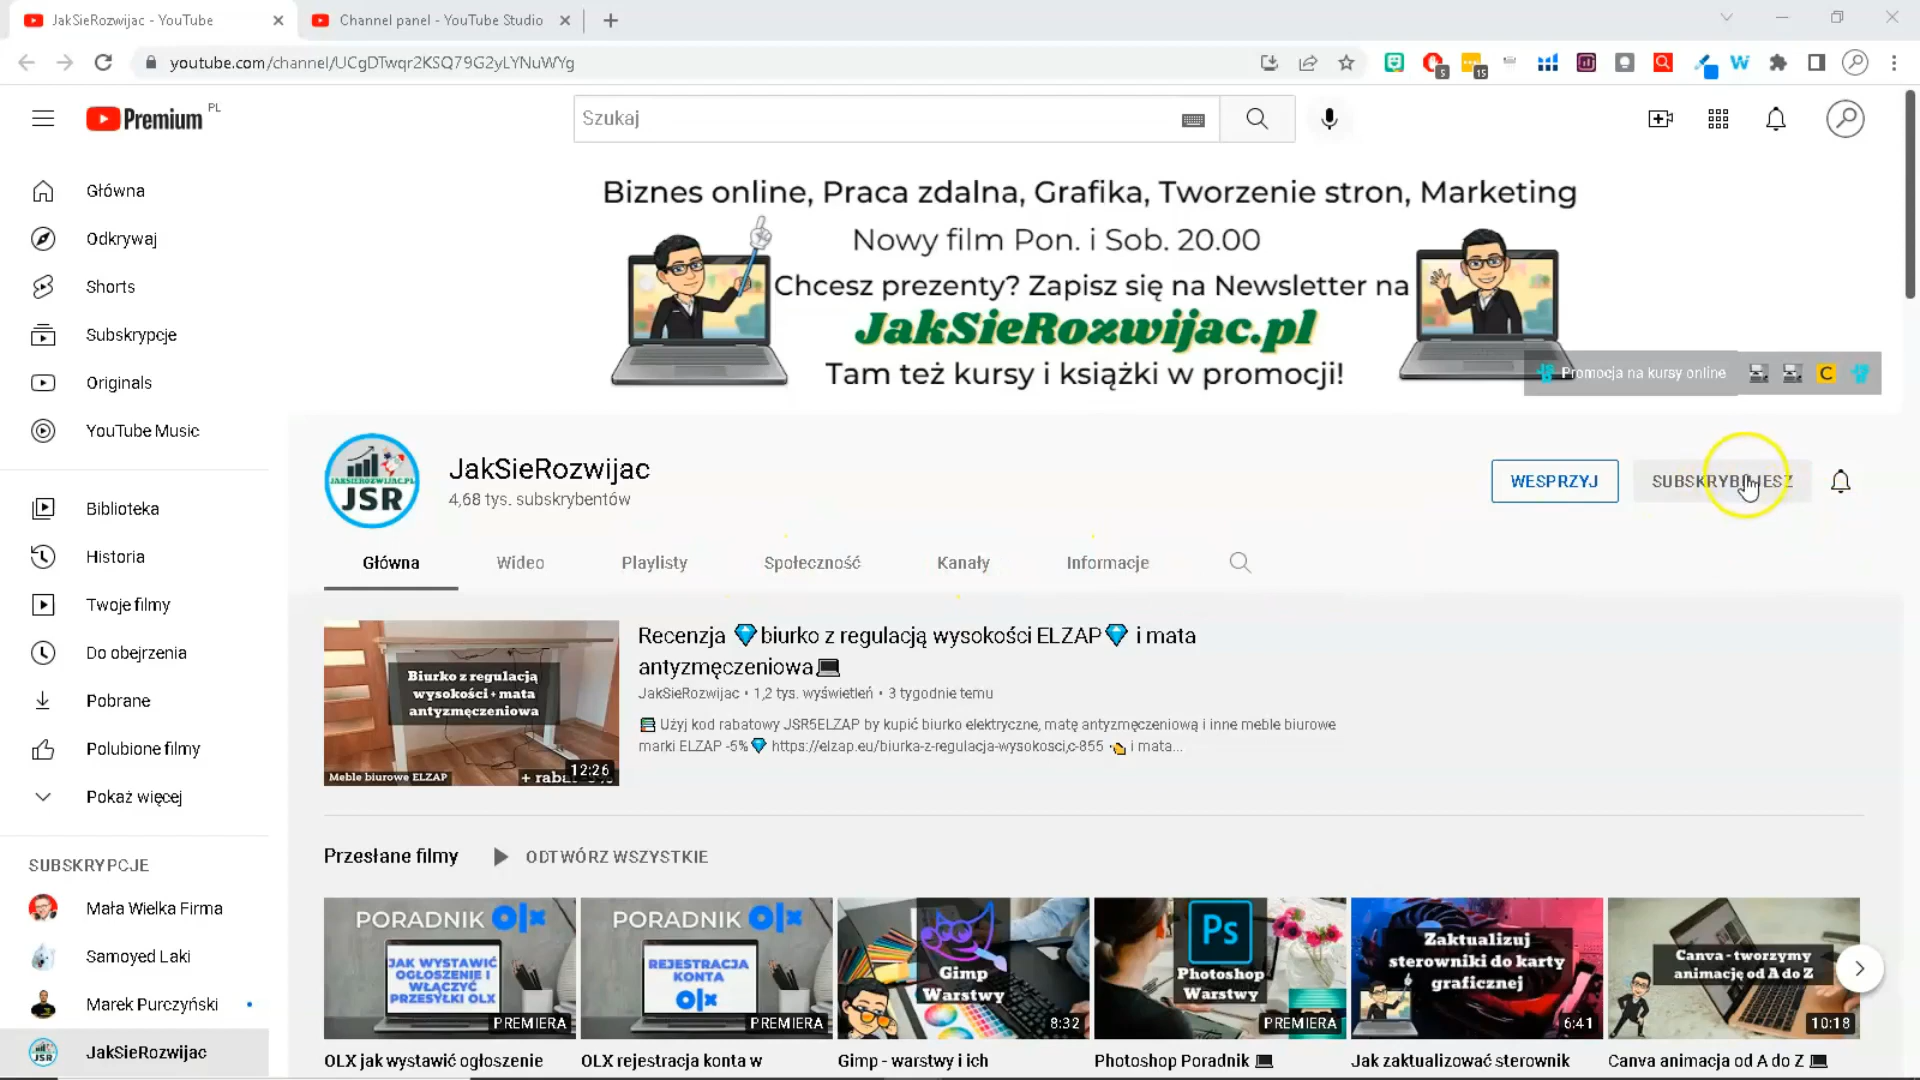 JakSieRozwijac - YouTube
Channel panel - YouTube Studio
youtube.com/channel/UCgDTwqr2KSQ79G2yLYNuWYg
5
15
Premium PL
Szukaj
Główna
Odkrywaj
Shorts
Subskrypcje
Originals
YouTube Music
Biblioteka
Historia
Twoje filmy
Do obejrzenia
Pobrane
Polubione filmy
Pokaż więcej
SUBSKRYPCJE
Mała Wielka Firma
Samoyed Laki
Marek Purczyński
JakSieRozwijac
Biznes online, Praca zdalna, Grafika, Tworzenie stron, Marketing
Nowy film Pon. i Sob. 20.00
Chcesz prezenty? Zapisz się na Newsletter na
JakSieRozwijac.pl
Tam też kursy i książki w promocji!
Promocja na kursy online
JAKSIEROZWIJAC.PL
JSR
JakSieRozwijac
4,68 tys. subskrybentów
WESPRZYJ
SUBSKRYBUJESZ
Główna
Wideo
Playlisty
Społeczność
Kanały
Informacje
Biurko z regulacją
wysokości + mata
antyzmęczeniowa
Meble biurowe ELZAP
12:26
Recenzja 💎biurko z regulacją wysokości ELZAP💎 i mata
antyzmęczeniowa💻
JakSieRozwijac • 1,2 tys. wyświetleń • 3 tygodnie temu
Użyj kod rabatowy JSR5ELZAP by kupić biurko elektryczne, matę antyzmęczeniową i inne meble biurowe
marki ELZAP -5%💎 https://elzap.eu/biurka-z-regulacja-wysokosci,c-855 i mata...
Przesłane filmy
ODTWÓRZ WSZYSTKIE
PORADNIK olx
JAK WYSTAWIĆ
OGŁOSZENIE I
WŁĄCZYĆ
PRZESYŁKI OLX
PREMIERA
OLX jak wystawić ogłoszenie
PORADNIK olx
REJESTRACJA
KONTA
olx
PREMIERA
OLX rejestracja konta w
Gimp
Warstwy
8:32
Gimp - warstwy i ich
Ps
Photoshop
Warstwy
PREMIERA
Photoshop Poradnik 💻
Zaktualizuj
sterowniki do karty
graficznej
6:41
Jak zaktualizować sterownik
Canva - tworzymy
animację od A do Z
10:18
Canva animacja od A do Z 💻